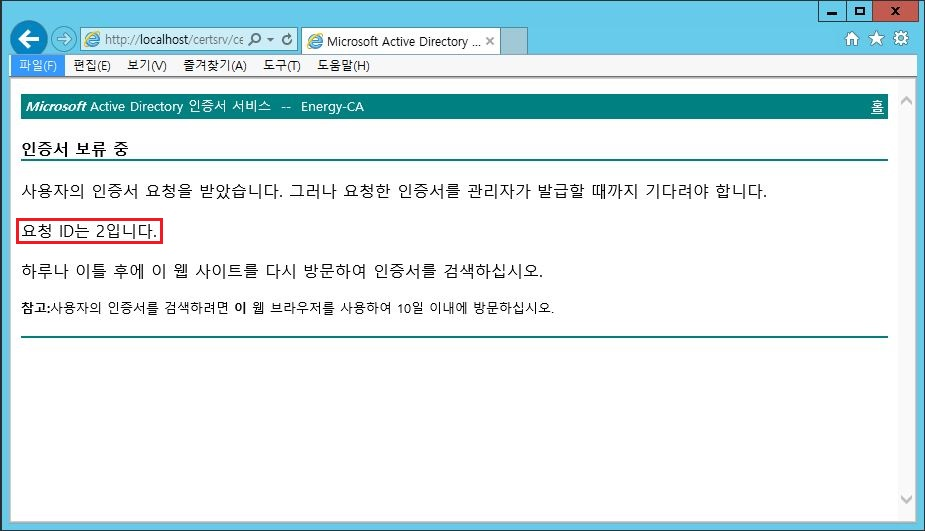 http://localhost/certsrv/ce
Microsoft Active Directory ...
파일(F) 편집(E) 보기(V) 즐겨찾기(A) 도구(T) 도움말(H)
Microsoft Active Directory 인증서 서비스 -- Energy-CA 홈
인증서 보류 중
사용자의 인증서 요청을 받았습니다. 그러나 요청한 인증서를 관리자가 발급할 때까지 기다려야 합니다.
요청 ID는 2입니다.
하루나 이틀 후에 이 웹 사이트를 다시 방문하여 인증서를 검색하십시오.
참고:사용자의 인증서를 검색하려면 이 웹 브라우저를 사용하여 10일 이내에 방문하십시오.